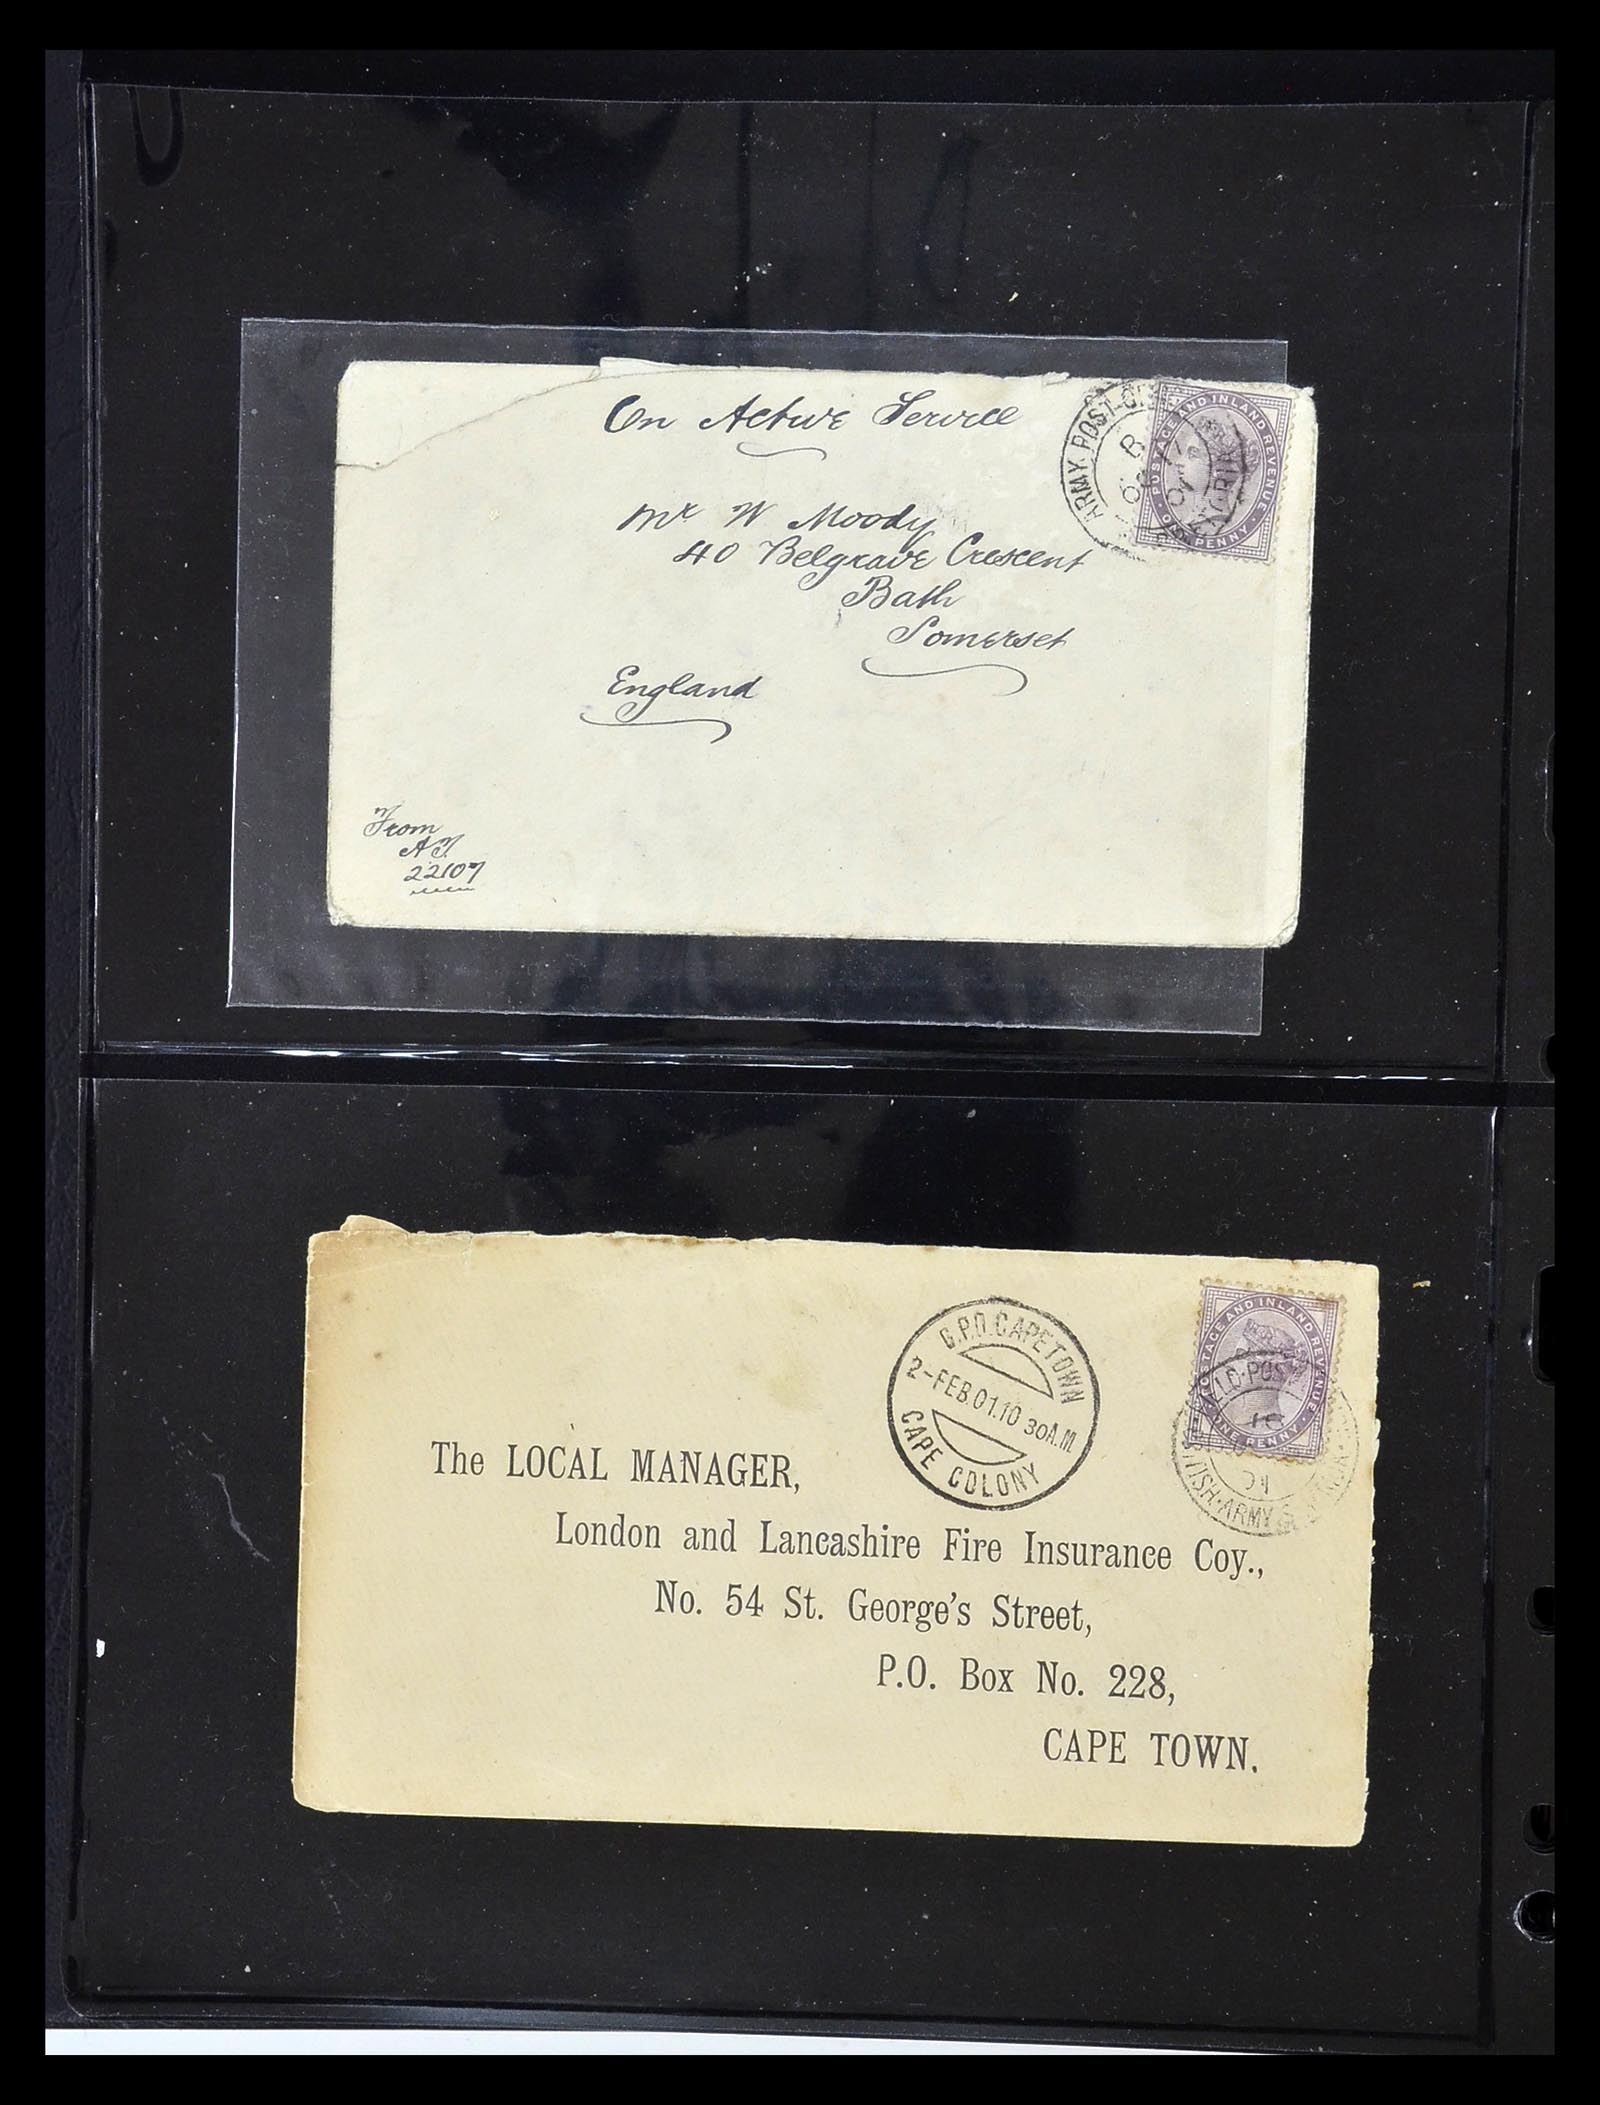 On Active Service
ARMY POST-O
B
POSTAGE AND INLAND REVENUE
ONE PENNY
Mr W Moody
40 Belgrave Crescent
Bath
Somerset
England
From
A.T.
22107
G.P.O. CAPETOWN
2-FEB.01.10 30A.M.
CAPE COLONY
POSTAGE AND INLAND REVENUE
ONE PENNY
01
The LOCAL MANAGER,
London and Lancashire Fire Insurance Coy.,
No. 54 St. George's Street,
P.O. Box No. 228,
CAPE TOWN.